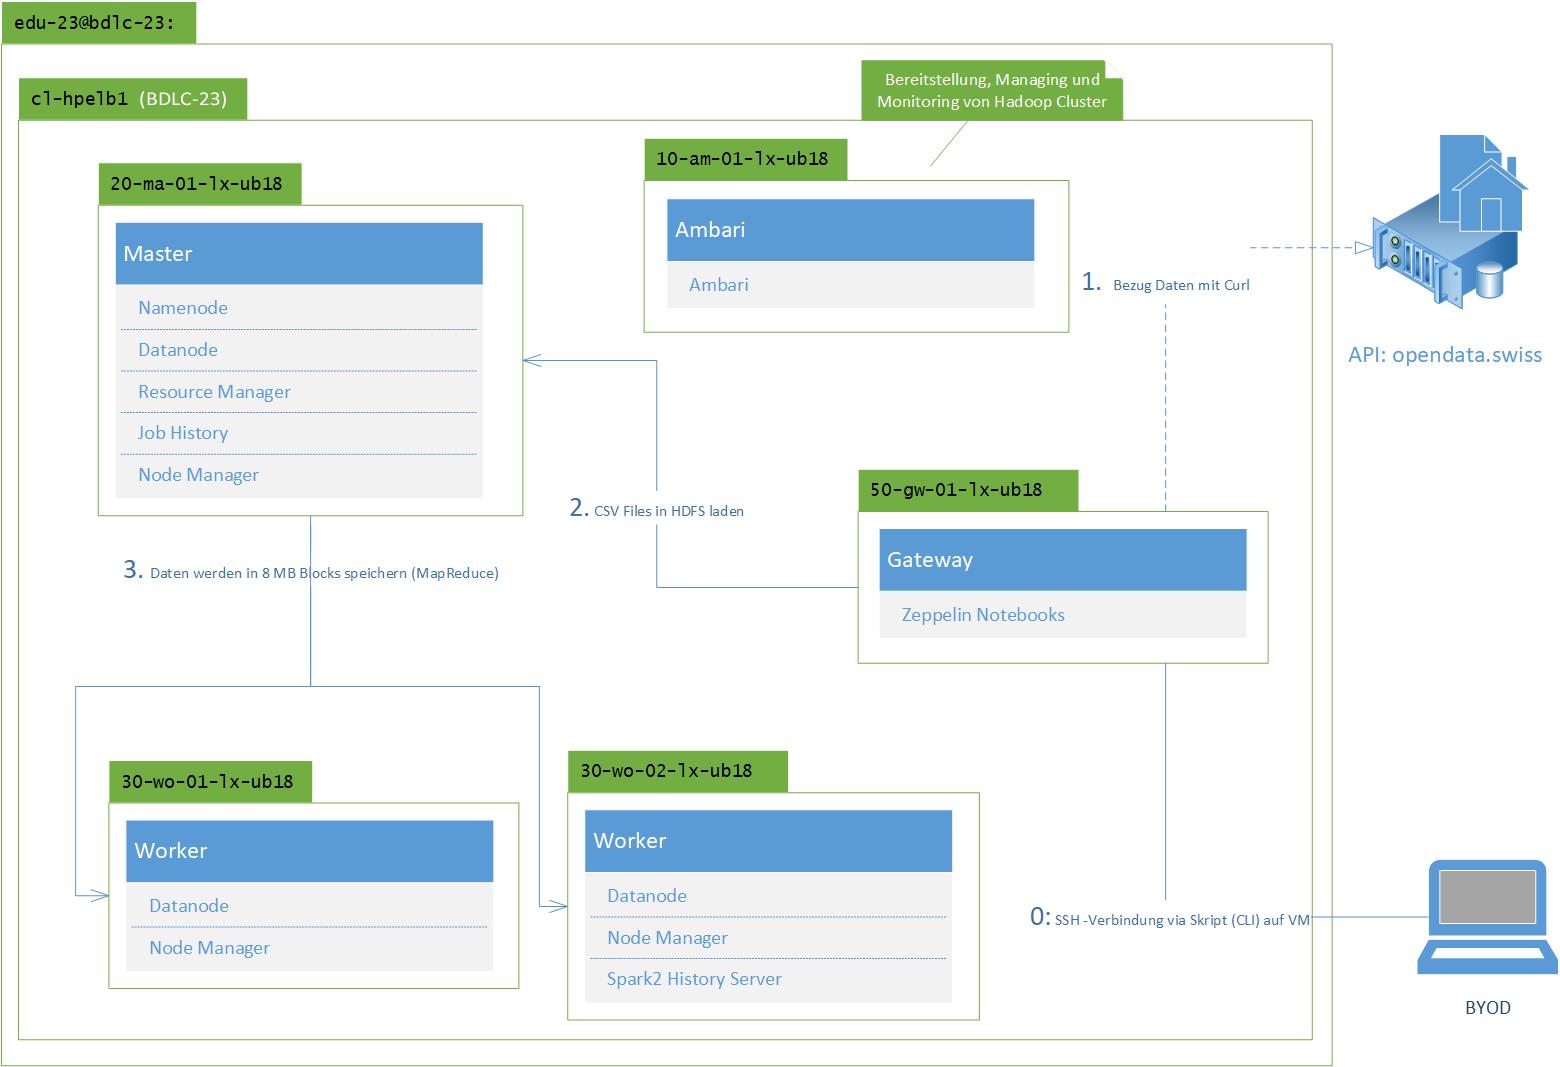 edu-23@bdlc-23:
cl-hpelb1 (BDLC-23)
Bereitstellung, Managing und
Monitoring von Hadoop Cluster
20-ma-01-lx-ub18
Master
Namenode
Datanode
Resource Manager
Job History
Node Manager
10-am-01-lx-ub18
Ambari
Ambari
1. Bezug Daten mit Curl
API: opendata.swiss
2. CSV Files in HDFS laden
50-gw-01-lx-ub18
Gateway
Zeppelin Notebooks
3. Daten werden in 8 MB Blocks speichern (MapReduce)
30-wo-01-lx-ub18
Worker
Datanode
Node Manager
30-wo-02-lx-ub18
Worker
Datanode
Node Manager
Spark2 History Server
0: SSH -Verbindung via Skript (CLI) auf VM
BYOD